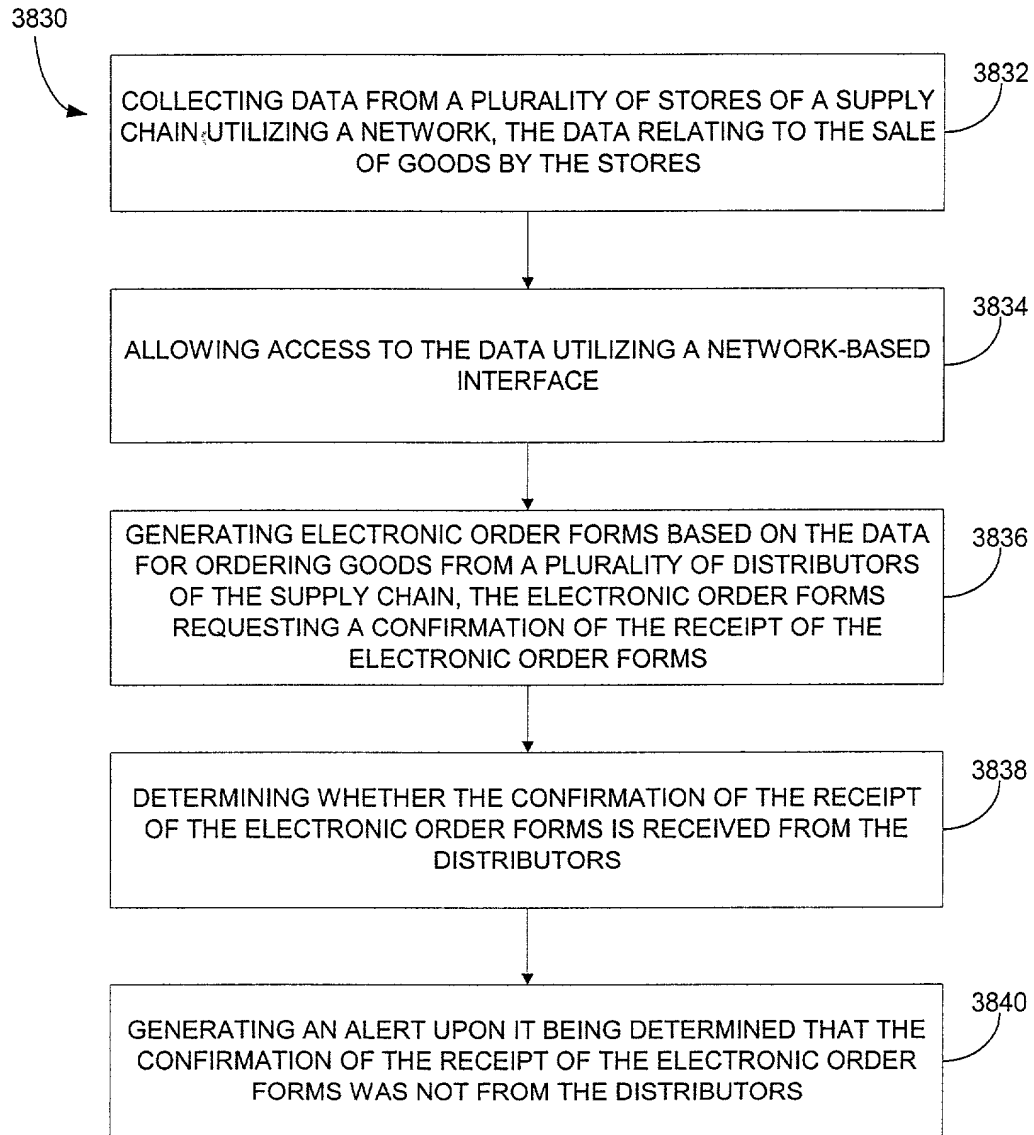 3830
3832
COLLECTING DATA FROM A PLURALITY OF STORES OF A SUPPLY
CHAIN UTILIZING A NETWORK, THE DATA RELATING TO THE SALE
OF GOODS BY THE STORES
3834
ALLOWING ACCESS TO THE DATA UTILIZING A NETWORK-BASED
INTERFACE
3836
GENERATING ELECTRONIC ORDER FORMS BASED ON THE DATA
FOR ORDERING GOODS FROM A PLURALITY OF DISTRIBUTORS
OF THE SUPPLY CHAIN, THE ELECTRONIC ORDER FORMS
REQUESTING A CONFIRMATION OF THE RECEIPT OF THE
ELECTRONIC ORDER FORMS
3838
DETERMINING WHETHER THE CONFIRMATION OF THE RECEIPT
OF THE ELECTRONIC ORDER FORMS IS RECEIVED FROM THE
DISTRIBUTORS
3840
GENERATING AN ALERT UPON IT BEING DETERMINED THAT THE
CONFIRMATION OF THE RECEIPT OF THE ELECTRONIC ORDER
FORMS WAS NOT FROM THE DISTRIBUTORS